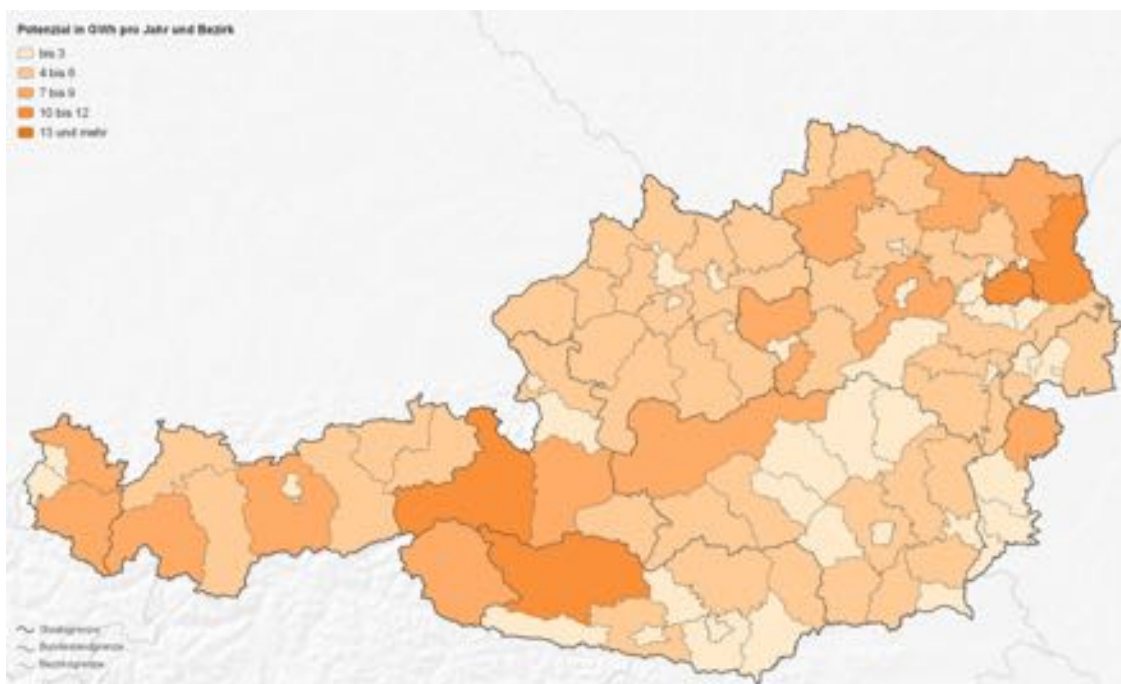 Potenzial in GWh pro Jahr und Bezirk
bis 3
4 bis 6
7 bis 9
10 bis 12
13 und mehr
Staatsgrenze
Bundeslandgrenze
Bezirksgrenze